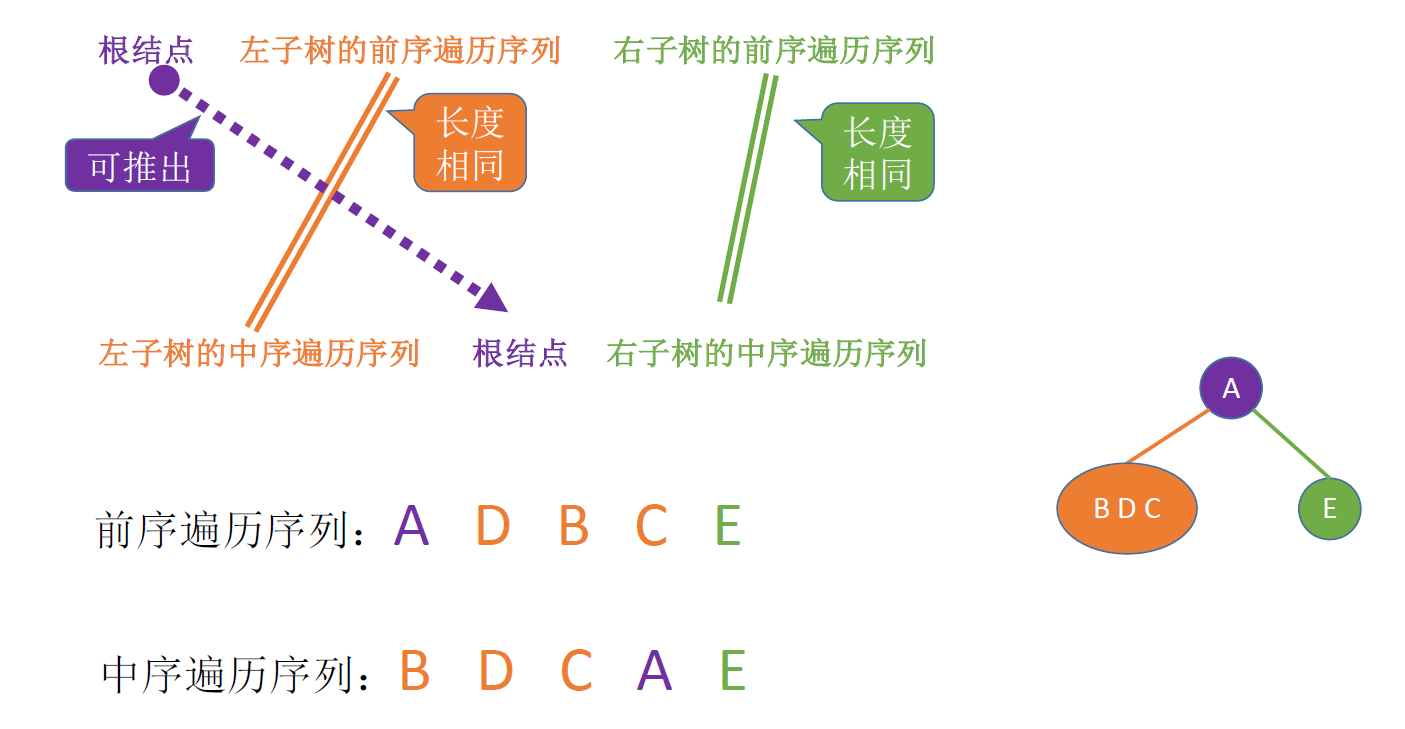 根结点 左子树的前序遍历序列 右子树的前序遍历序列
可推出
长度
相同
长度
相同
左子树的中序遍历序列 根结点 右子树的中序遍历序列
A
B D C
E
前序遍历序列：A D B C E
中序遍历序列：B D C A E